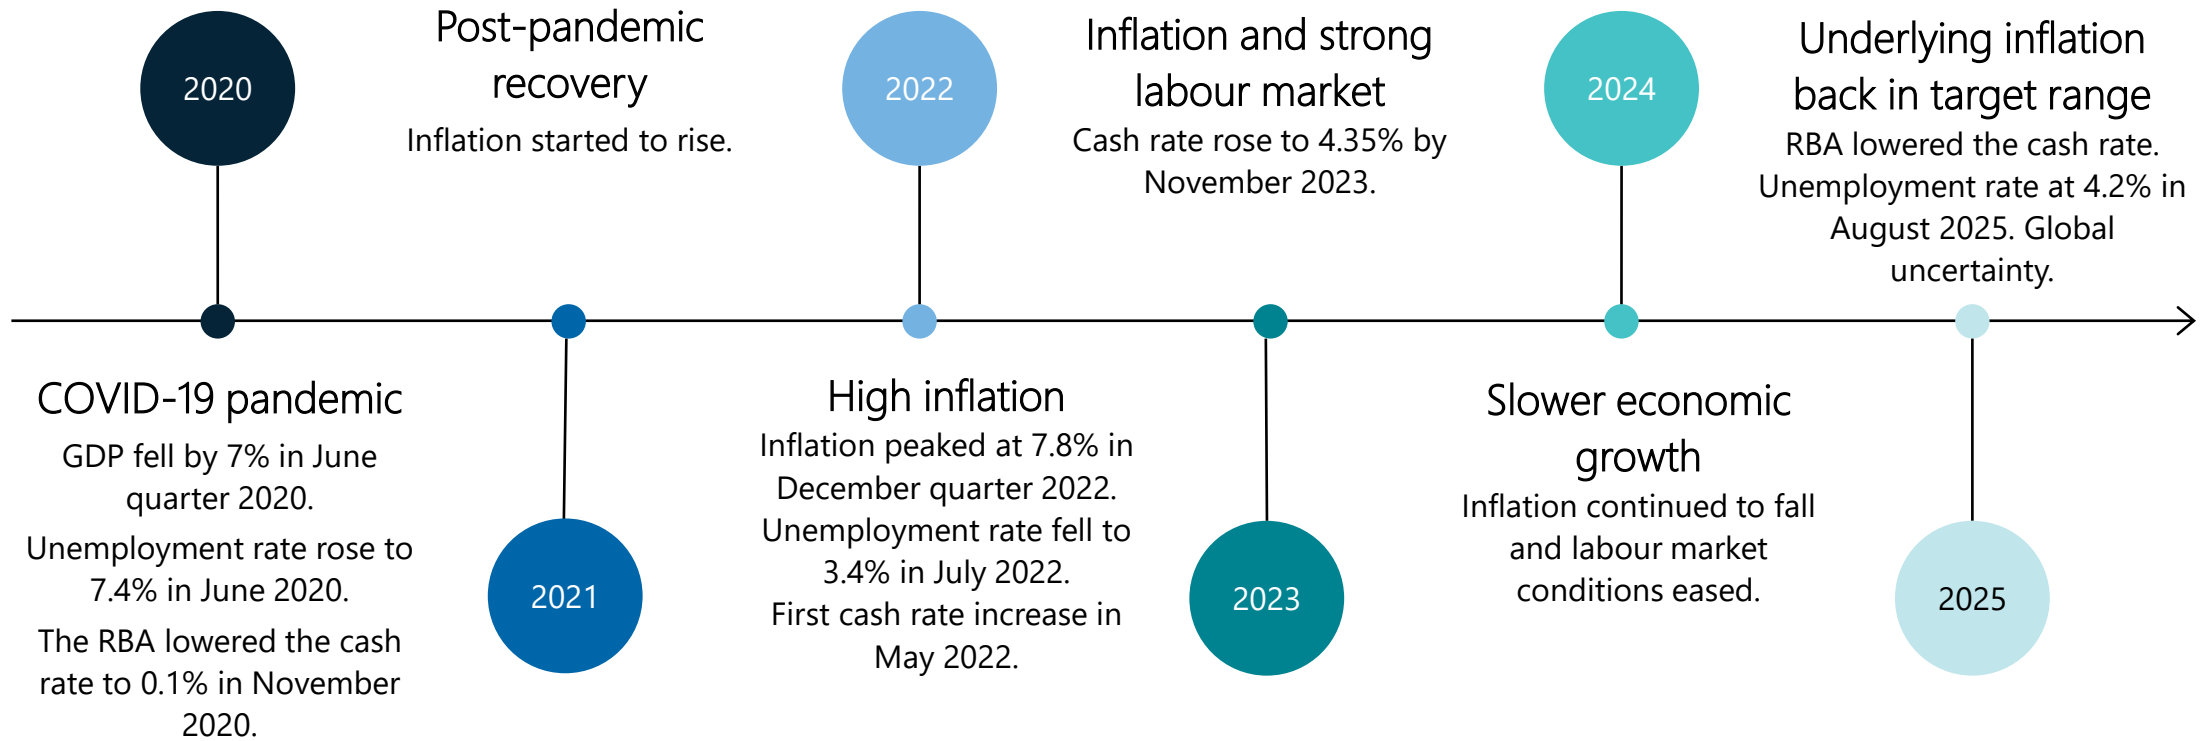 2020
COVID-19 pandemic
GDP fell by 7% in June
quarter 2020.
Unemployment rate rose to
7.4% in June 2020.
The RBA lowered the cash
rate to 0.1% in November
2020.
Post-pandemic
recovery
Inflation started to rise.
2021
2022
High inflation
Inflation peaked at 7.8% in
December quarter 2022.
Unemployment rate fell to
3.4% in July 2022.
First cash rate increase in
May 2022.
Inflation and strong
labour market
Cash rate rose to 4.35% by
November 2023.
2023
2024
Slower economic
growth
Inflation continued to fall
and labour market
conditions eased.
Underlying inflation
back in target range
RBA lowered the cash rate.
Unemployment rate at 4.2% in
August 2025. Global
uncertainty.
2025